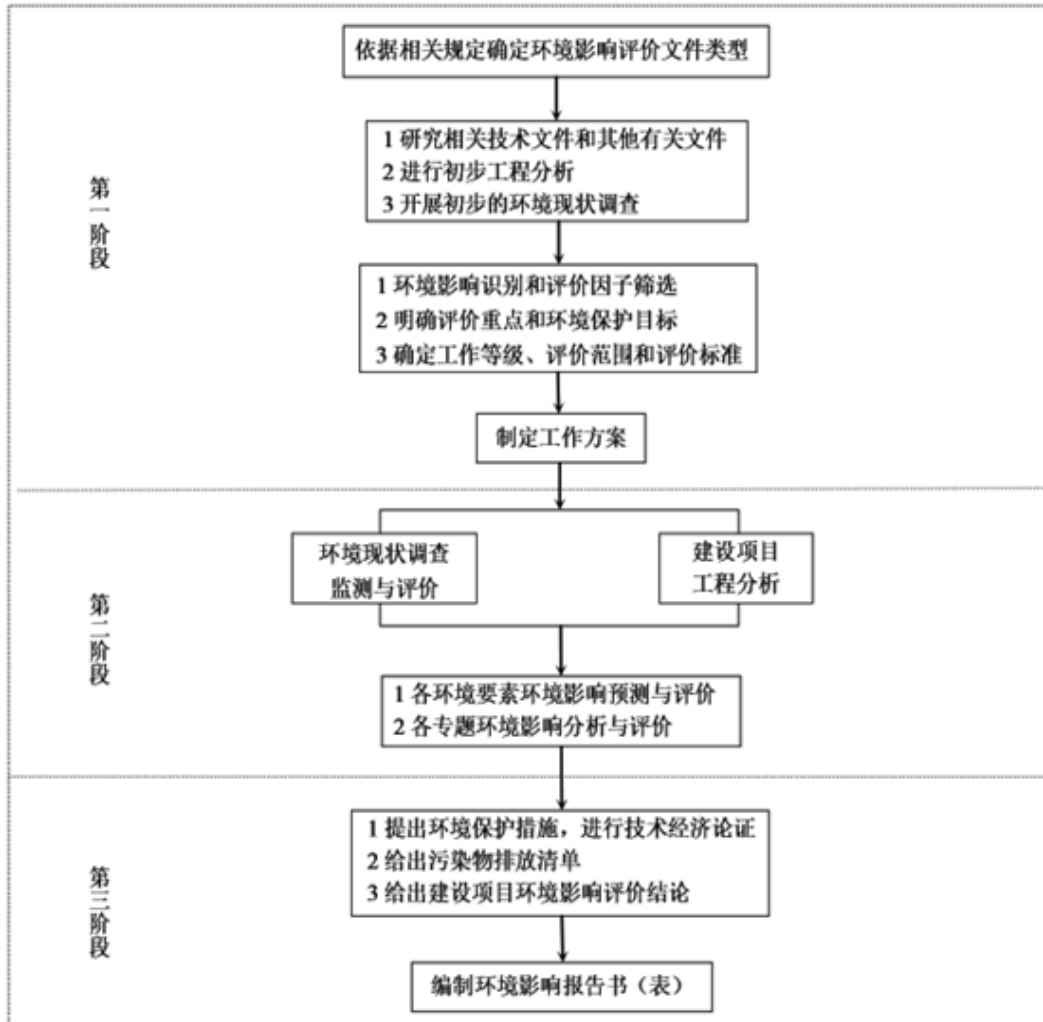 依据相关规定确定环境影响评价文件类型
1 研究相关技术文件和其他有关文件
2 进行初步工程分析
3 开展初步的环境现状调查
第一阶段
1 环境影响识别和评价因子筛选
2 明确评价重点和环境保护目标
3 确定工作等级、评价范围和评价标准
制定工作方案
环境现状调查
监测与评价
建设项目
工程分析
第二阶段
1 各环境要素环境影响预测与评价
2 各专题环境影响分析与评价
1 提出环境保护措施，进行技术经济论证
2 给出污染物排放清单
3 给出建设项目环境影响评价结论
第三阶段
编制环境影响报告书（表）